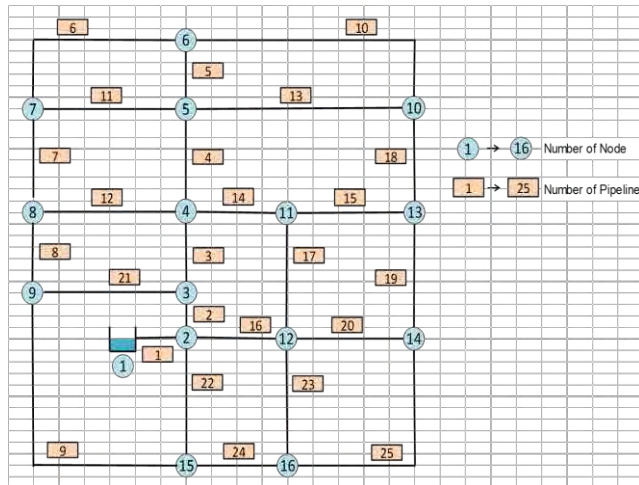 6 10
6
5
11 13
7 5 10
7 4 18
12 14 15
8 4 11 13
8 3 17
21 19
9 3
2 16 20
2 12 14
1
1
22 23
9 24 25
15 16
1 → 16 Number of Node
1 → 25 Number of Pipeline